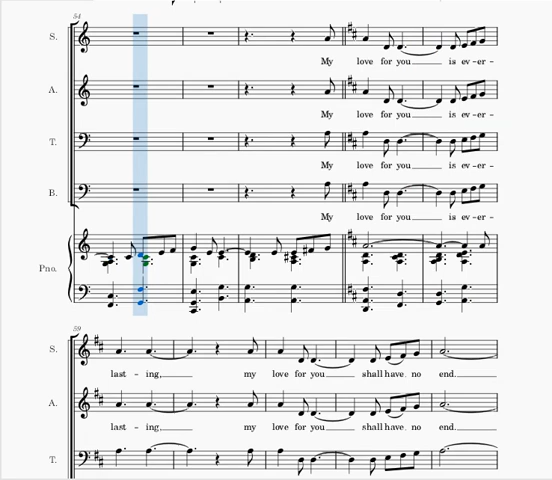 54
S.
My love for you is ev-er-
A.
My love for you is ev-er-
T.
My love for you is ev-er-
B.
My love for you is ev-er-
Pno.
59
S.
last-ing, my love for you shall have no end.
A.
last-ing, my love for you shall have no end.
T.